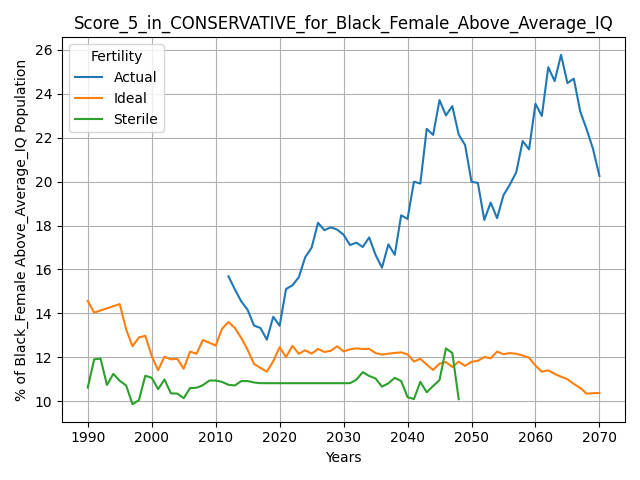 Score_5_in_CONSERVATIVE_for_Black_Female_Above_Average_IQ
% of Black_Female Above_Average_IQ Population
26
24
22
20
18
16
14
12
10
Fertility
Actual
Ideal
Sterile
1990 2000 2010 2020 2030 2040 2050 2060 2070
Years